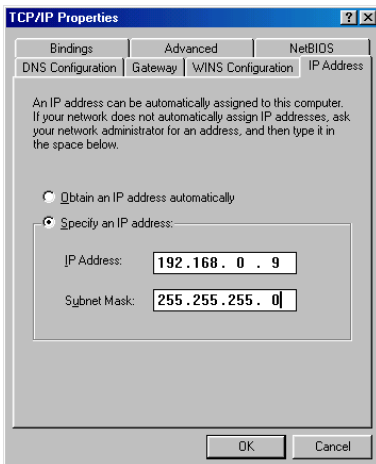 TCP/IP Properties
Bindings Advanced NetBIOS
DNS Configuration Gateway WINS Configuration IP Address
An IP address can be automatically assigned to this computer.
If your network does not automatically assign IP addresses, ask
your network administrator for an address, and then type it in
the space below.
Obtain an IP address automatically
Specify an IP address:
IP Address: 192.168. 0 . 9
Subnet Mask: 255.255.255. 0
OK Cancel